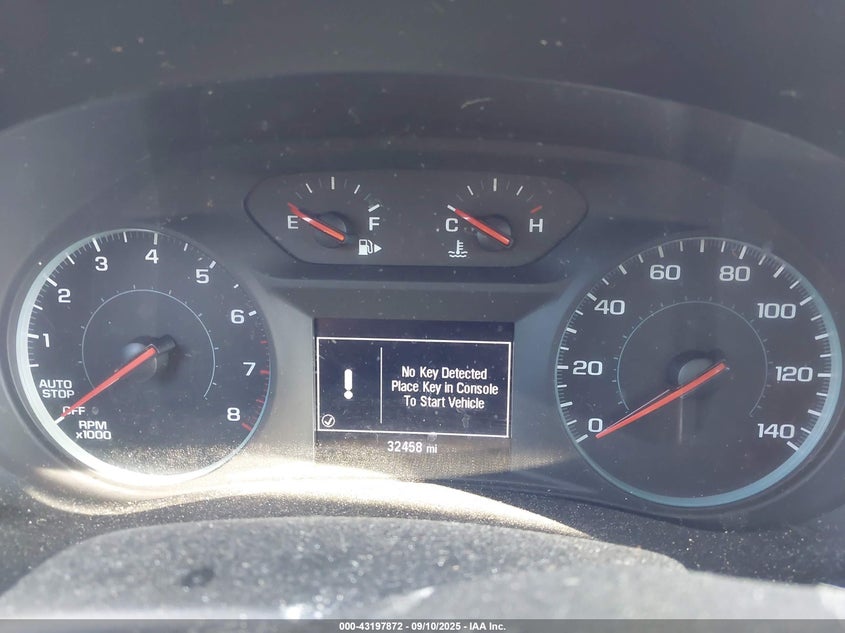 E F
C H
1 2 3 4 5 6 7 8
AUTO
STOP
OFF
RPM
x1000
No Key Detected
Place Key in Console
To Start Vehicle
32458 mi
0 20 40 60 80 100 120 140
000-43197872 - 09/10/2025 - IAA Inc.